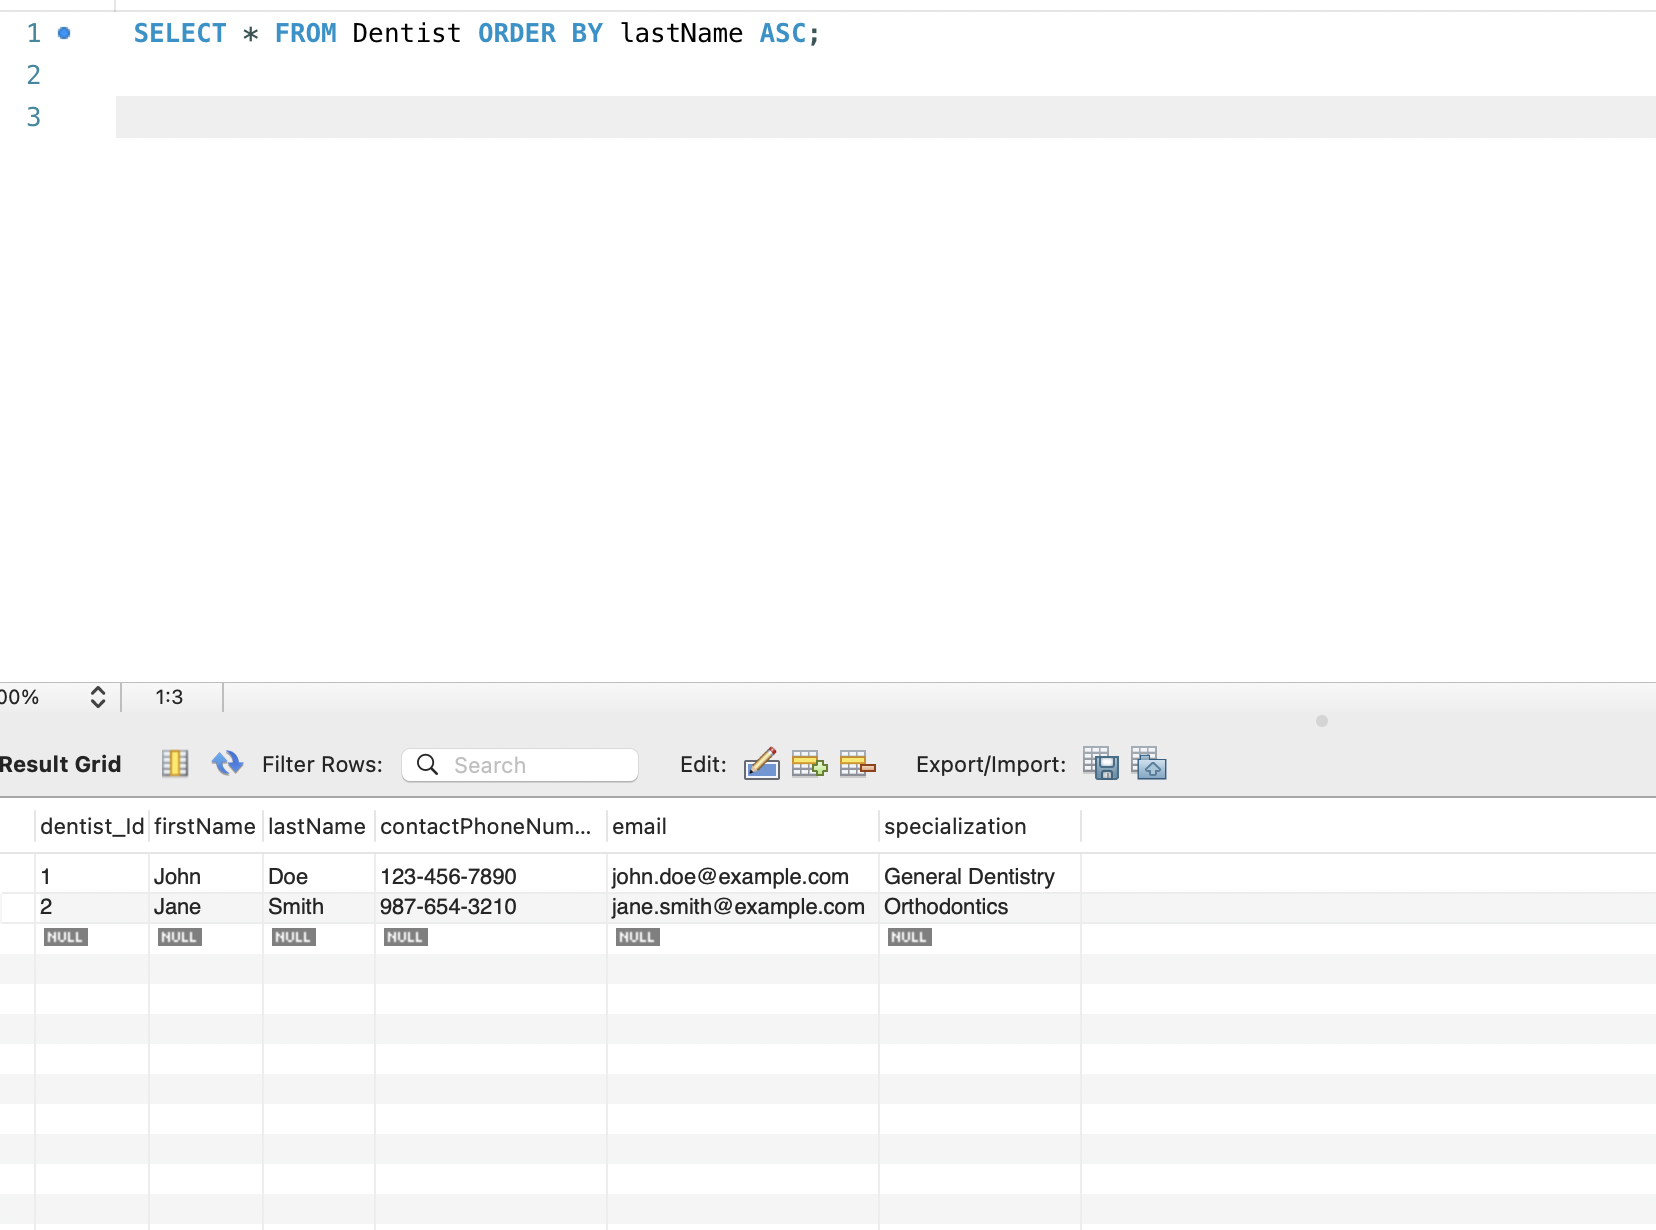 1 SELECT * FROM Dentist ORDER BY lastName ASC;
2
3
00% 1:3
Result Grid Filter Rows: Search Edit: Export/Import:
dentist_Id firstName lastName contactPhoneNum... email specialization
1 John Doe 123-456-7890 john.doe@example.com General Dentistry
2 Jane Smith 987-654-3210 jane.smith@example.com Orthodontics
NULL NULL NULL NULL NULL NULL